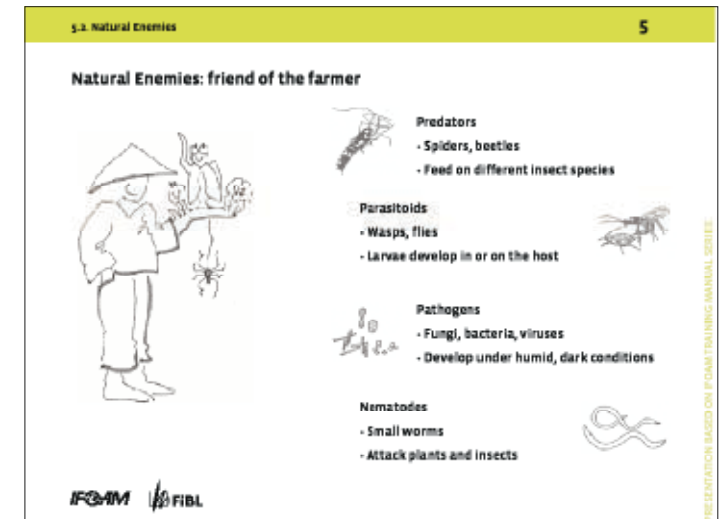 5.2. Natural Enemies
5
Natural Enemies: friend of the farmer
Predators
- Spiders, beetles
- Feed on different insect species
Parasitoids
- Wasps, flies
- Larvae develop in or on the host
Pathogens
- Fungi, bacteria, viruses
- Develop under humid, dark conditions
Nematodes
- Small worms
- Attack plants and insects
IFOAM FiBL
PRESENTATION BASED ON IFOAM TRAINING MANUAL SERIES: